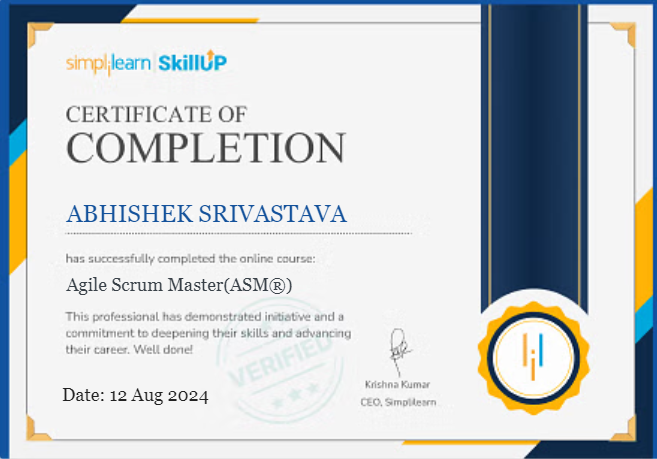 simplilearn | SkillUP
CERTIFICATE OF
COMPLETION
ABHISHEK SRIVASTAVA
has successfully completed the online course:
Agile Scrum Master(ASM®)
This professional has demonstrated initiative and a
commitment to deepening their skills and advancing
their career. Well done!
VERIFIED
Krishna Kumar
CEO, Simplilearn
Date: 12 Aug 2024